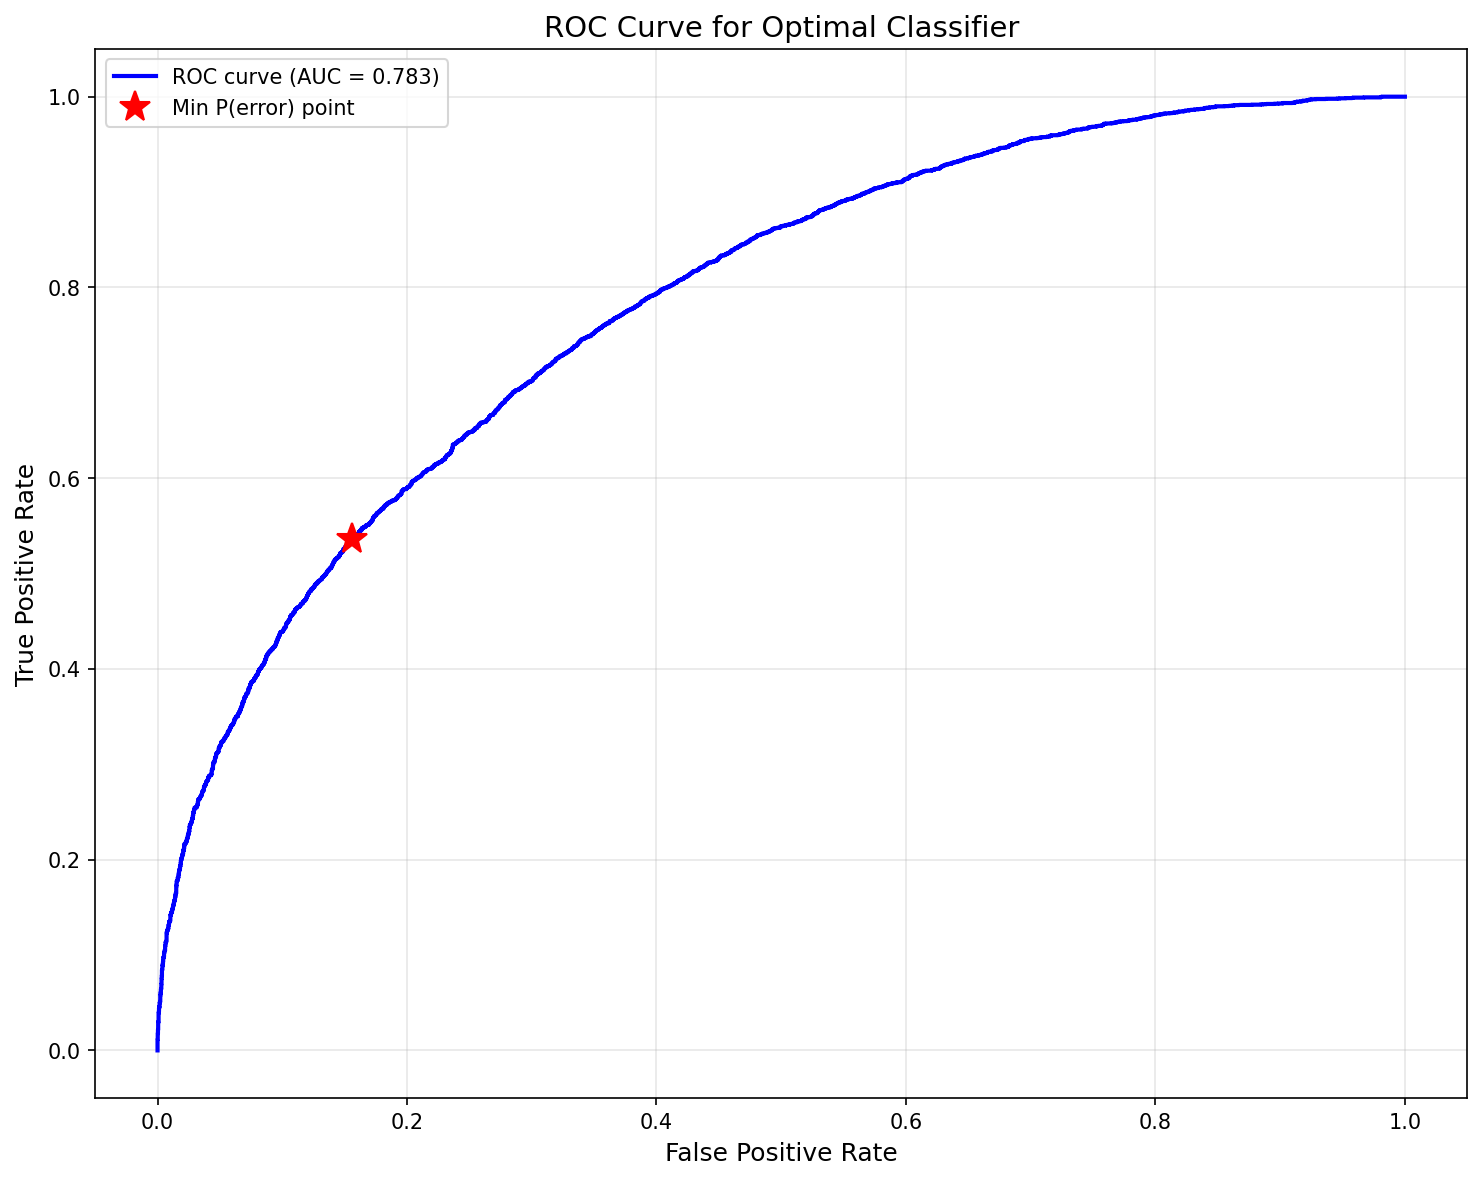 ROC Curve for Optimal Classifier
ROC curve (AUC = 0.783)
Min P(error) point
True Positive Rate
1.0
0.8
0.6
0.4
0.2
0.0
0.0 0.2 0.4 0.6 0.8 1.0
False Positive Rate